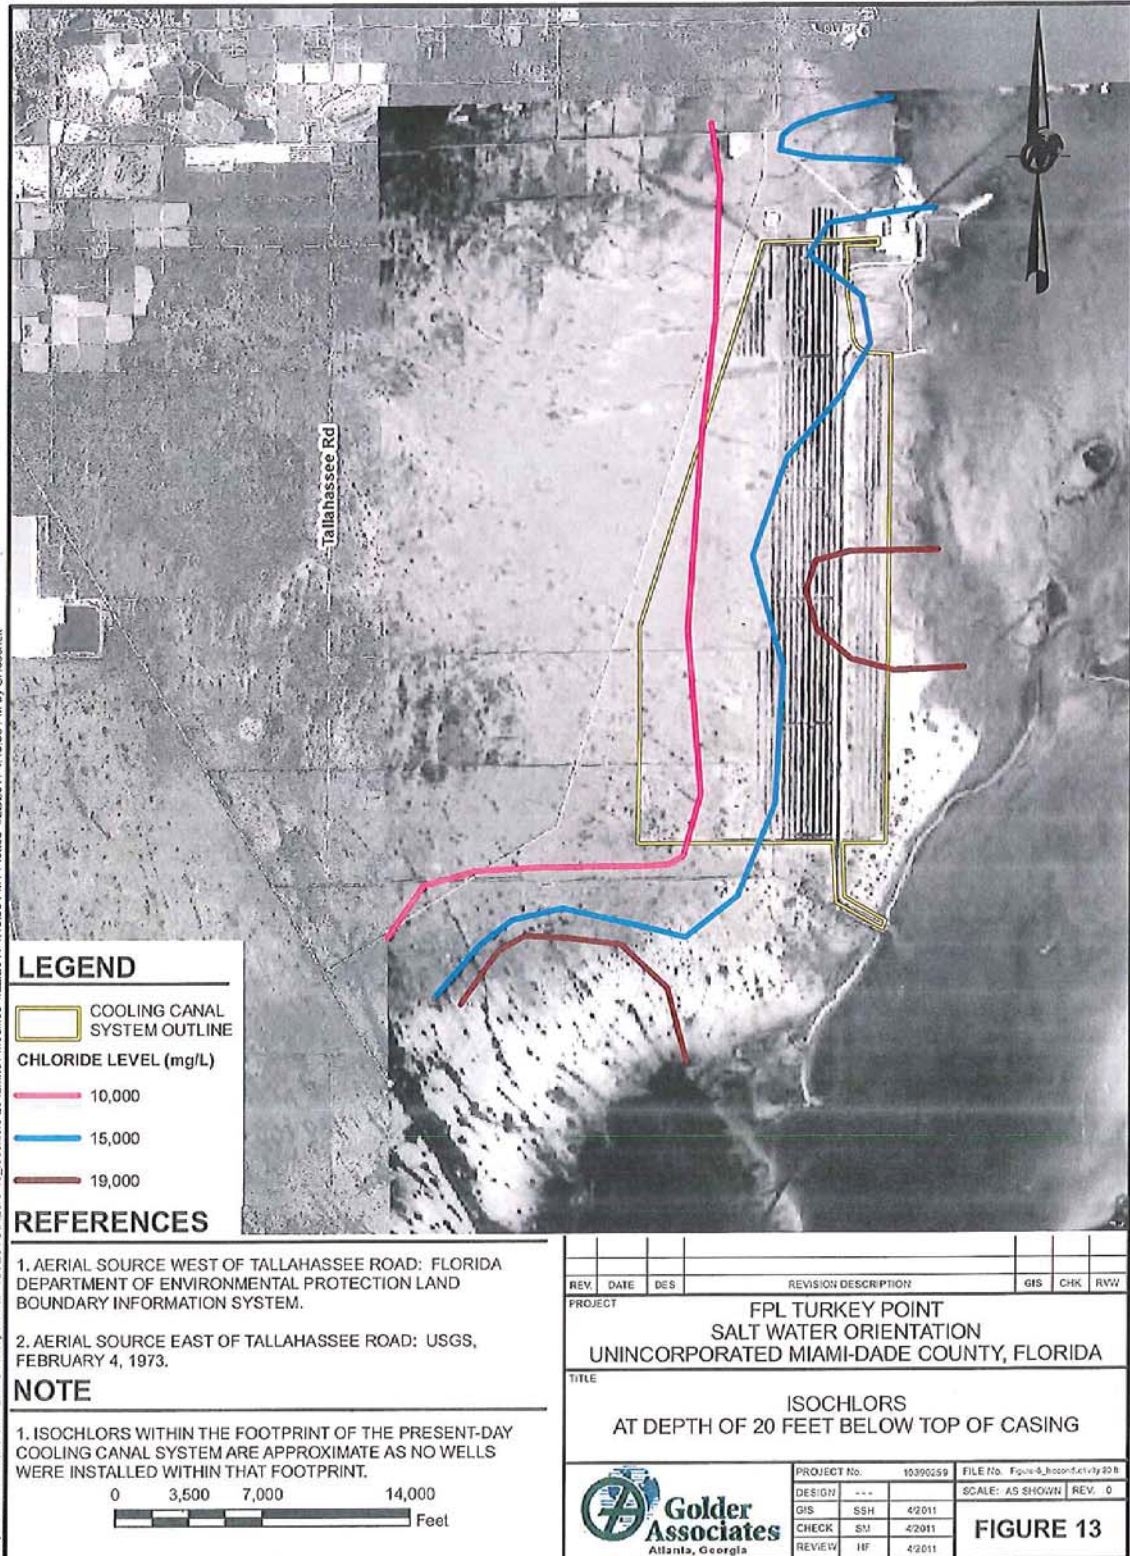 Tallahassee Rd
LEGEND
COOLING CANAL
SYSTEM OUTLINE
CHLORIDE LEVEL (mg/L)
10,000
15,000
19,000
REFERENCES
1. AERIAL SOURCE WEST OF TALLAHASSEE ROAD: FLORIDA
DEPARTMENT OF ENVIRONMENTAL PROTECTION LAND
BOUNDARY INFORMATION SYSTEM.
2. AERIAL SOURCE EAST OF TALLAHASSEE ROAD: USGS,
FEBRUARY 4, 1973.
NOTE
1. ISOCHLORS WITHIN THE FOOTPRINT OF THE PRESENT-DAY
COOLING CANAL SYSTEM ARE APPROXIMATE AS NO WELLS
WERE INSTALLED WITHIN THAT FOOTPRINT.
0 3,500 7,000 14,000
Feet
REV. DATE DES REVISION DESCRIPTION GIS CHK RVW
PROJECT
FPL TURKEY POINT
SALT WATER ORIENTATION
UNINCORPORATED MIAMI-DADE COUNTY, FLORIDA
TITLE
ISOCHLORS
AT DEPTH OF 20 FEET BELOW TOP OF CASING
Golder
Associates
Atlanta, Georgia
PROJECT No. 10390259 FILE No.
DESIGN --- SCALE: AS SHOWN REV. 0
GIS SSH 4/2011
CHECK SM 4/2011
REVIEW HF 4/2011
FIGURE 13